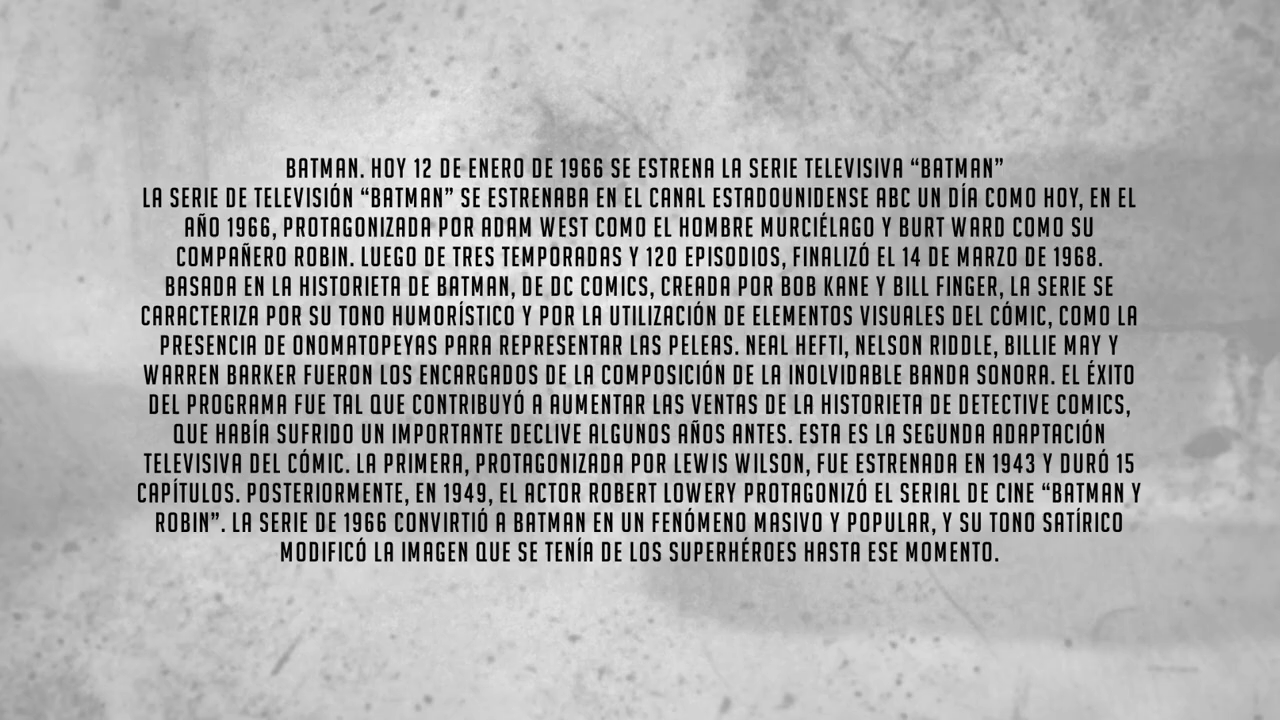 BATMAN. HOY 12 DE ENERO DE 1966 SE ESTRENA LA SERIE TELEVISIVA “BATMAN”
LA SERIE DE TELEVISIÓN “BATMAN” SE ESTRENABA EN EL CANAL ESTADOUNIDENSE ABC UN DÍA COMO HOY, EN EL
AÑO 1966, PROTAGONIZADA POR ADAM WEST COMO EL HOMBRE MURCIÉLAGO Y BURT WARD COMO SU
COMPAÑERO ROBIN. LUEGO DE TRES TEMPORADAS Y 120 EPISODIOS, FINALIZÓ EL 14 DE MARZO DE 1968.
BASADA EN LA HISTORIETA DE BATMAN, DE DC COMICS, CREADA POR BOB KANE Y BILL FINGER, LA SERIE SE
CARACTERIZA POR SU TONO HUMORÍSTICO Y POR LA UTILIZACIÓN DE ELEMENTOS VISUALES DEL CÓMIC, COMO LA
PRESENCIA DE ONOMATOPEYAS PARA REPRESENTAR LAS PELEAS. NEAL HEFTI, NELSON RIDDLE, BILLIE MAY Y
WARREN BARKER FUERON LOS ENCARGADOS DE LA COMPOSICIÓN DE LA INOLVIDABLE BANDA SONORA. EL ÉXITO
DEL PROGRAMA FUE TAL QUE CONTRIBUYÓ A AUMENTAR LAS VENTAS DE LA HISTORIETA DE DETECTIVE COMICS,
QUE HABÍA SUFRIDO UN IMPORTANTE DECLIVE ALGUNOS AÑOS ANTES. ESTA ES LA SEGUNDA ADAPTACIÓN
TELEVISIVA DEL CÓMIC. LA PRIMERA, PROTAGONIZADA POR LEWIS WILSON, FUE ESTRENADA EN 1943 Y DURÓ 15
CAPÍTULOS. POSTERIORMENTE, EN 1949, EL ACTOR ROBERT LOWERY PROTAGONIZÓ EL SERIAL DE CINE “BATMAN Y
ROBIN”. LA SERIE DE 1966 CONVIRTIÓ A BATMAN EN UN FENÓMENO MASIVO Y POPULAR, Y SU TONO SATÍRICO
MODIFICÓ LA IMAGEN QUE SE TENÍA DE LOS SUPERHÉROES HASTA ESE MOMENTO.